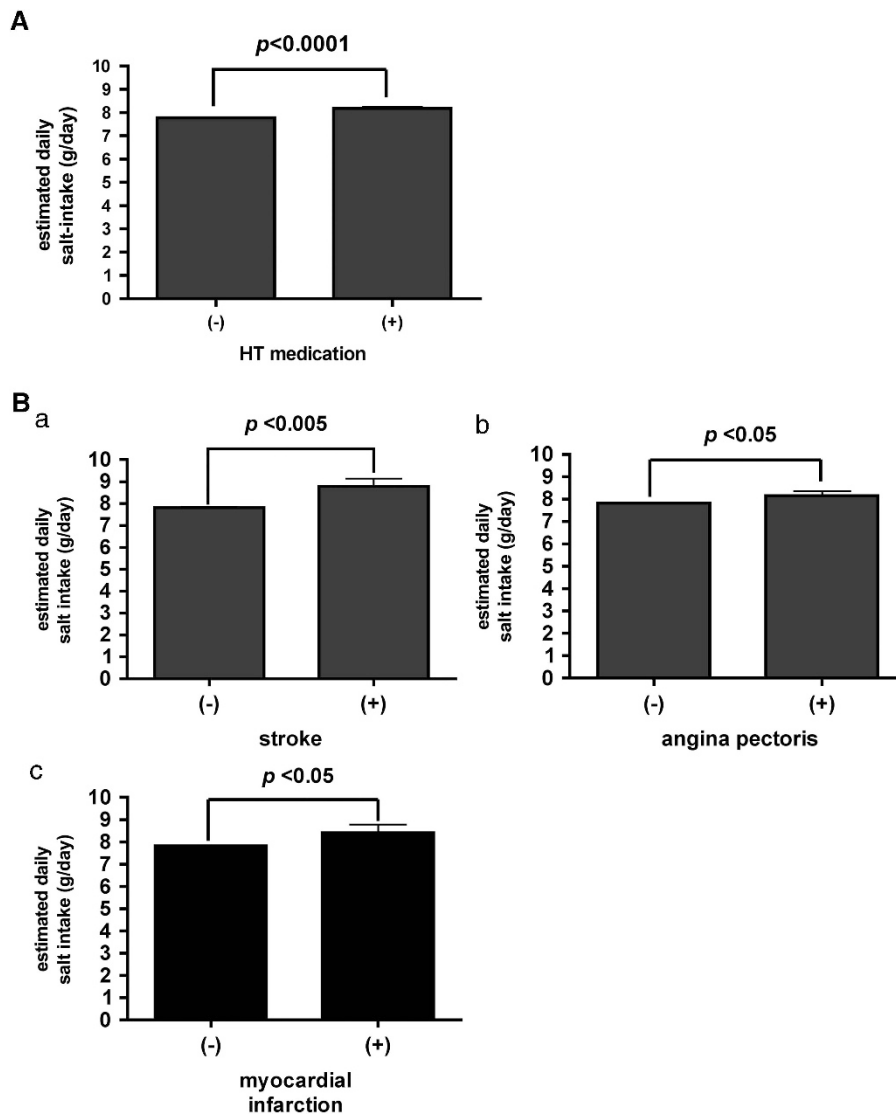 A
p<0.0001
estimated daily
salt-intake (g/day)
10
9
8
7
6
5
4
3
2
1
0
(-)
(+)
HT medication
B
a
p <0.005
estimated daily
salt intake (g/day)
10
9
8
7
6
5
4
3
2
1
0
(-)
(+)
stroke
b
p <0.05
estimated daily
salt intake (g/day)
10
9
8
7
6
5
4
3
2
1
0
(-)
(+)
angina pectoris
c
p <0.05
estimated daily
salt intake (g/day)
10
9
8
7
6
5
4
3
2
1
0
(-)
(+)
myocardial
infarction